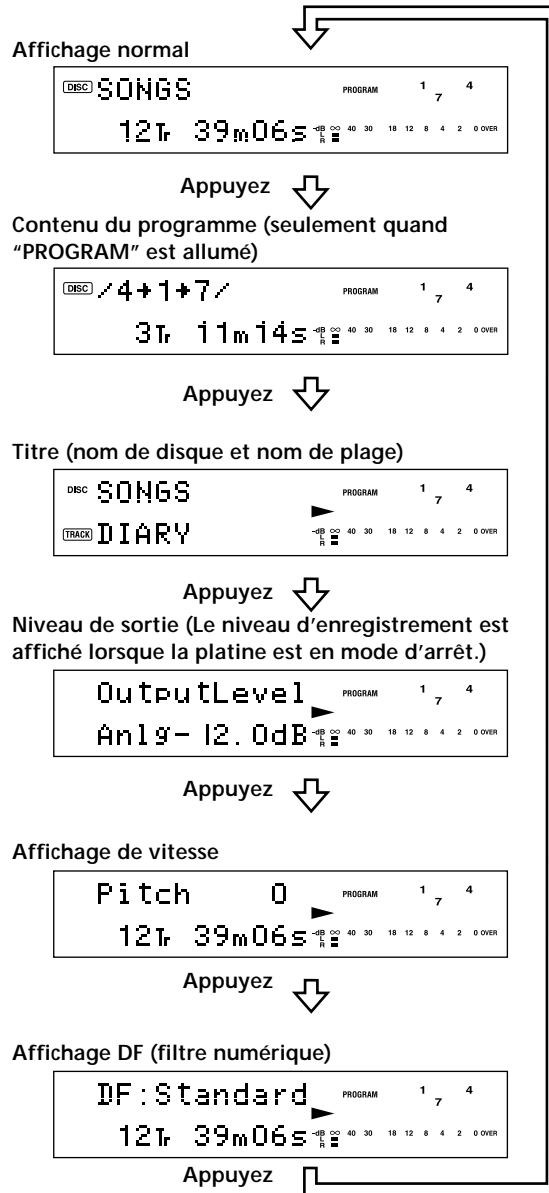 Affichage normal
DISC SONGS PROGRAM 1 7 4
12Tr 39m06s -dB L R ∞ 40 30 18 12 8 4 2 0 OVER
Appuyez
Contenu du programme (seulement quand
“PROGRAM” est allumé)
DISC /4→1→7/ PROGRAM 1 7 4
3Tr 11m14s -dB L R ∞ 40 30 18 12 8 4 2 0 OVER
Appuyez
Titre (nom de disque et nom de plage)
DISC SONGS PROGRAM 1 7 4
TRACK DIARY -dB L R ∞ 40 30 18 12 8 4 2 0 OVER
Appuyez
Niveau de sortie (Le niveau d’enregistrement est
affiché lorsque la platine est en mode d’arrêt.)
OutputLevel PROGRAM 1 7 4
Anlg-12.0dB -dB L R ∞ 40 30 18 12 8 4 2 0 OVER
Appuyez
Affichage de vitesse
Pitch 0 PROGRAM 1 7 4
12Tr 39m06s -dB L R ∞ 40 30 18 12 8 4 2 0 OVER
Appuyez
Affichage DF (filtre numérique)
DF:Standard PROGRAM 1 7 4
12Tr 39m06s -dB L R ∞ 40 30 18 12 8 4 2 0 OVER
Appuyez